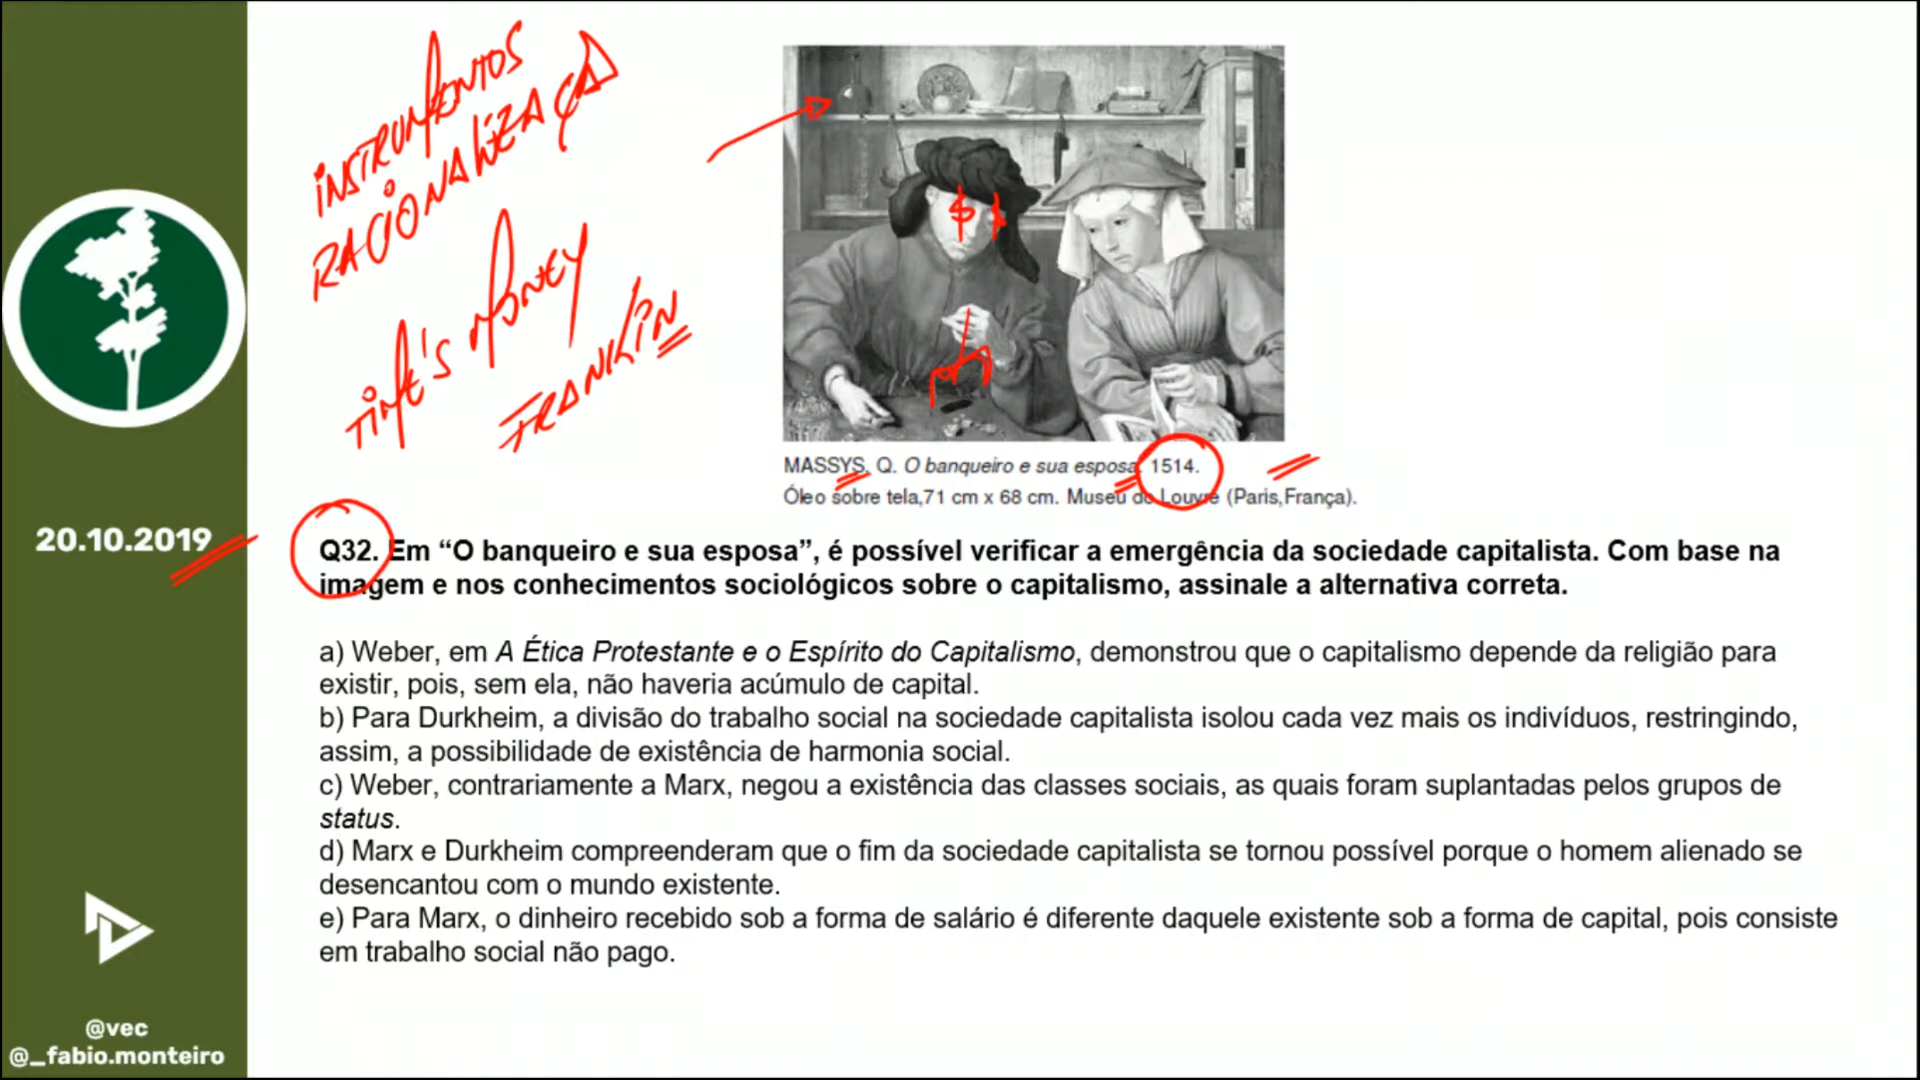 INSTRUMENTOS
RACIONALIZAÇÃ
TIME'S MONEY
FRANKLIN
MASSYS, Q. O banqueiro e sua esposa. 1514.
Óleo sobre tela,71 cm x 68 cm. Museu do Louvre (Paris,França).
20.10.2019
Q32. Em “O banqueiro e sua esposa”, é possível verificar a emergência da sociedade capitalista. Com base na
imagem e nos conhecimentos sociológicos sobre o capitalismo, assinale a alternativa correta.
a) Weber, em A Ética Protestante e o Espírito do Capitalismo, demonstrou que o capitalismo depende da religião para
existir, pois, sem ela, não haveria acúmulo de capital.
b) Para Durkheim, a divisão do trabalho social na sociedade capitalista isolou cada vez mais os indivíduos, restringindo,
assim, a possibilidade de existência de harmonia social.
c) Weber, contrariamente a Marx, negou a existência das classes sociais, as quais foram suplantadas pelos grupos de
status.
d) Marx e Durkheim compreenderam que o fim da sociedade capitalista se tornou possível porque o homem alienado se
desencantou com o mundo existente.
e) Para Marx, o dinheiro recebido sob a forma de salário é diferente daquele existente sob a forma de capital, pois consiste
em trabalho social não pago.
@vec
@_fabio.monteiro